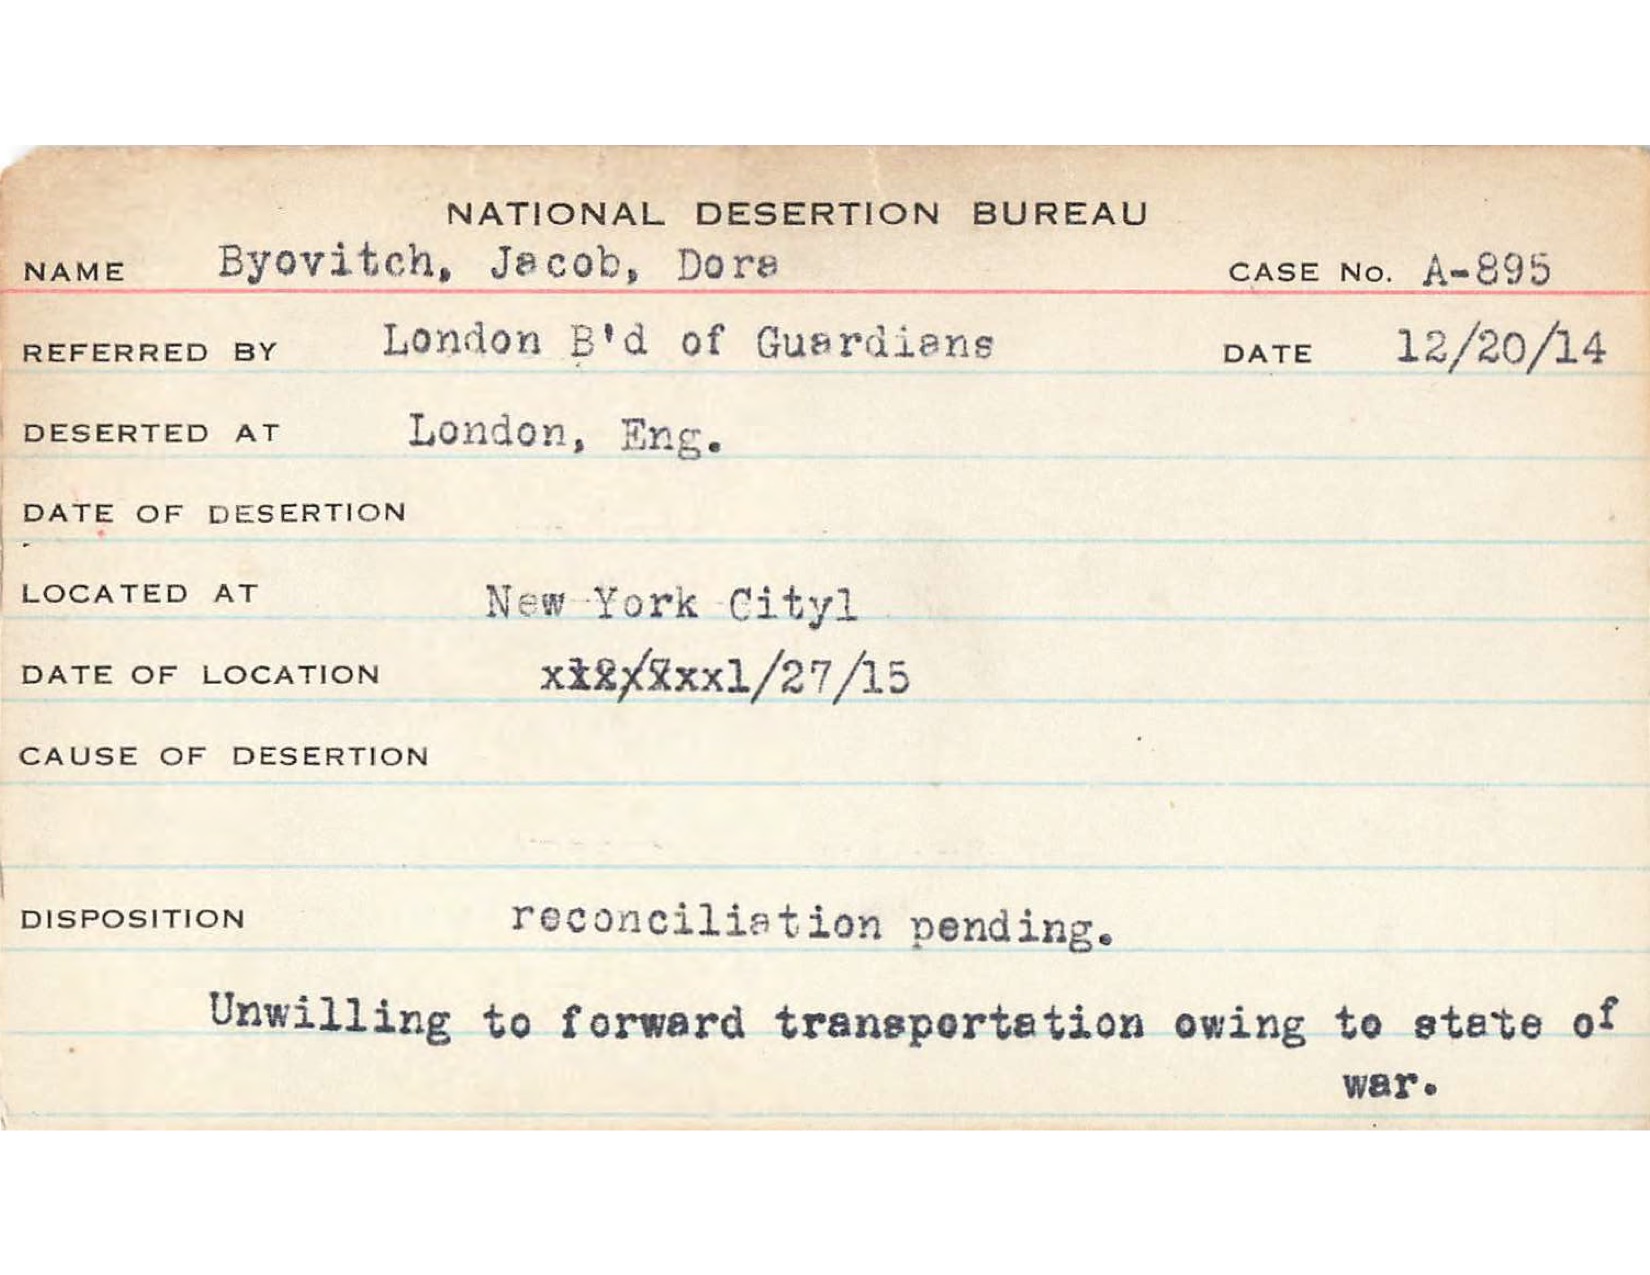 NATIONAL DESERTION BUREAU
NAME Byovitch, Jacob, Dora CASE No. A-895
REFERRED BY London B'd of Guardians DATE 12/20/14
DESERTED AT London, Eng.
DATE OF DESERTION
LOCATED AT New York Cityl
DATE OF LOCATION 1/27/15
CAUSE OF DESERTION
DISPOSITION reconciliation pending.
Unwilling to forward transportation owing to state of
war.